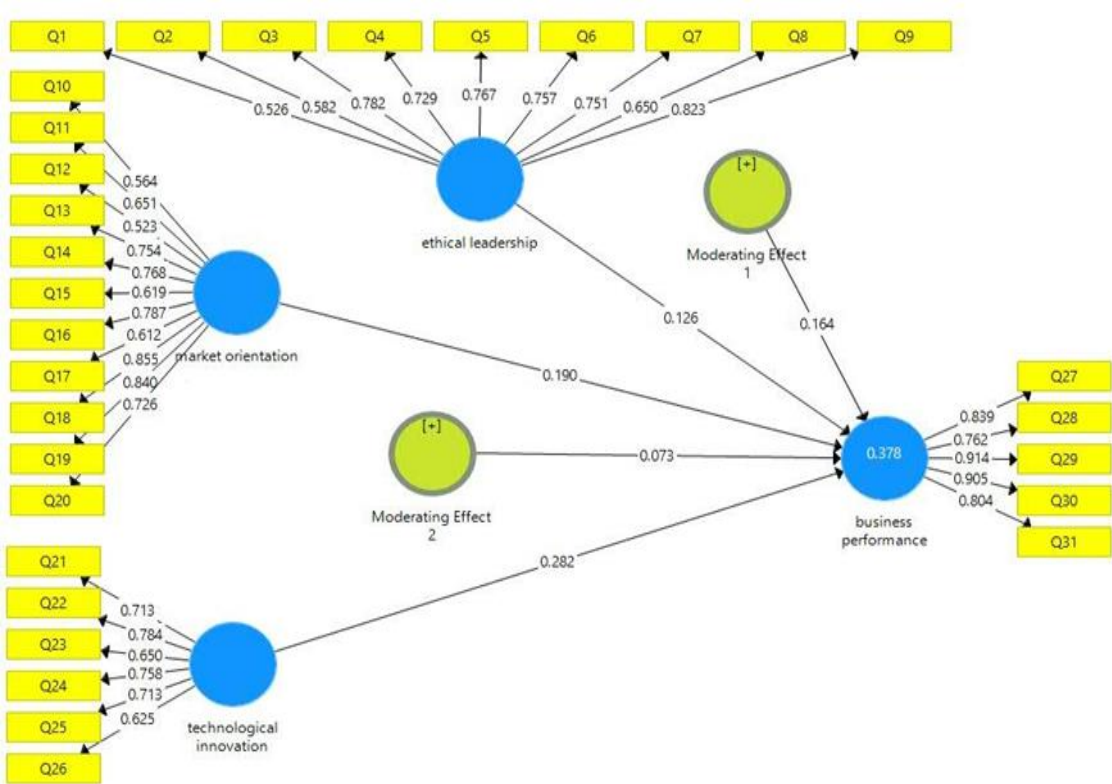 Q1
Q2
Q3
Q4
Q5
Q6
Q7
Q8
Q9
0.526
0.582
0.782
0.729
0.767
0.757
0.751
0.650
0.823
ethical leadership
Q10
Q11
Q12
Q13
Q14
Q15
Q16
Q17
Q18
Q19
Q20
0.564
0.651
0.523
0.754
0.768
0.619
0.787
0.612
0.855
0.840
0.726
market orientation
[+]
Moderating Effect
1
0.126
0.164
0.190
[+]
Moderating Effect
2
0.073
0.282
Q21
Q22
Q23
Q24
Q25
Q26
0.713
0.784
0.650
0.758
0.713
0.625
technological
innovation
0.378
business
performance
0.839
0.762
0.914
0.905
0.804
Q27
Q28
Q29
Q30
Q31